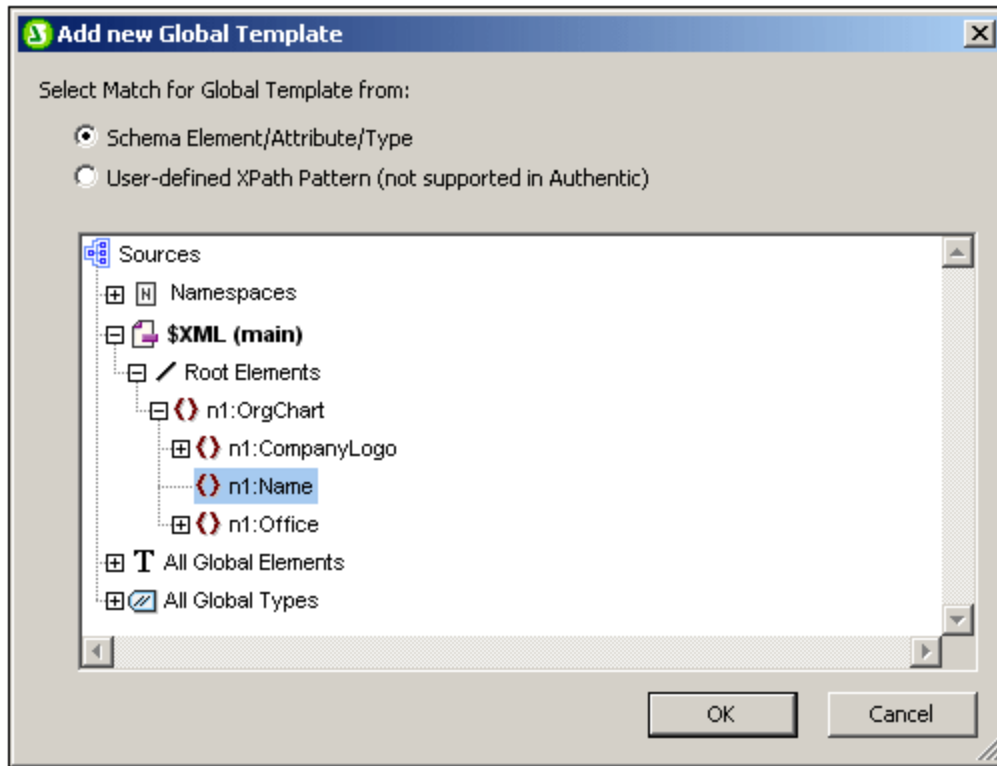 Add new Global Template
Select Match for Global Template from:
Schema Element/Attribute/Type
User-defined XPath Pattern (not supported in Authentic)
Sources
N Namespaces
$XML (main)
Root Elements
n1:OrgChart
n1:CompanyLogo
n1:Name
n1:Office
T All Global Elements
All Global Types
OK Cancel